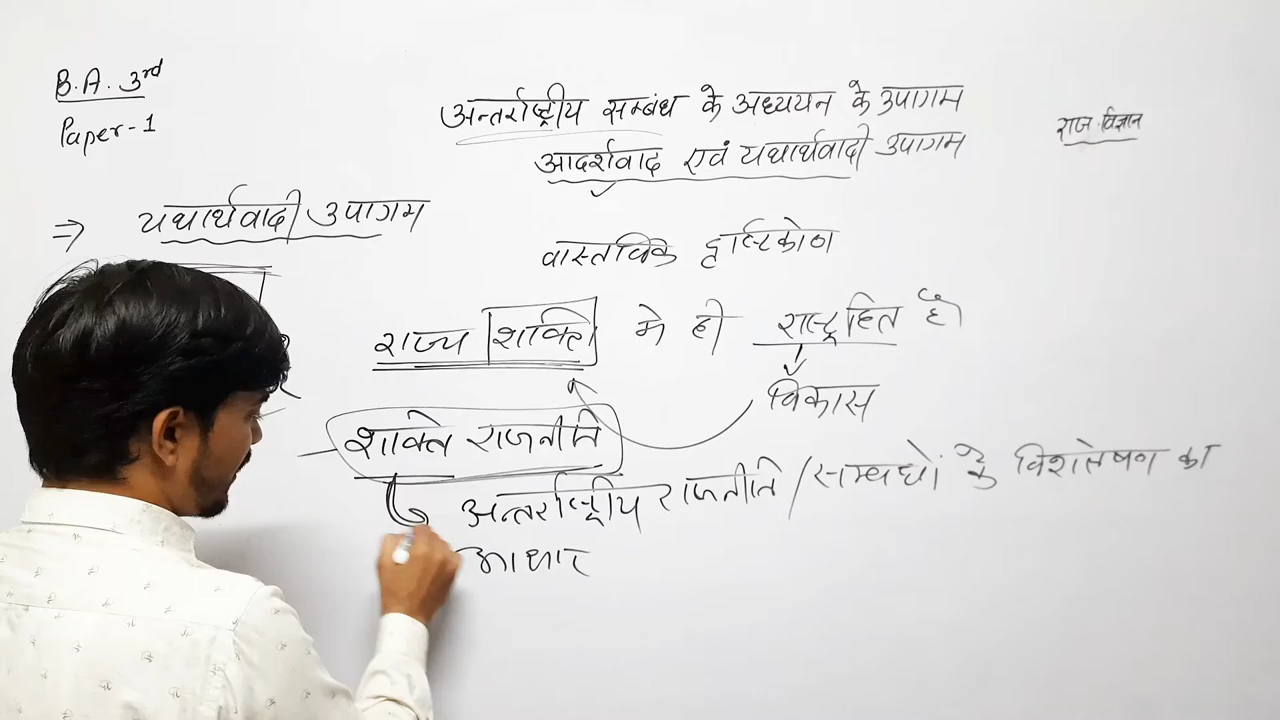 B.A. 3rd
Paper-1
अन्तर्राष्ट्रीय सम्बंध के अध्ययन के उपागम
आदर्शवाद एवं यथार्थवादी उपागम
राज.विज्ञान
⇒ यथार्थवादी उपागम
वास्तविक दृष्टिकोण
राज्य शक्ति मे ही राष्ट्रहित है
विकास
शक्ति राजनीति
अन्तर्राष्ट्रीय राजनीति / सम्बधों के विश्लेषण का
आधार